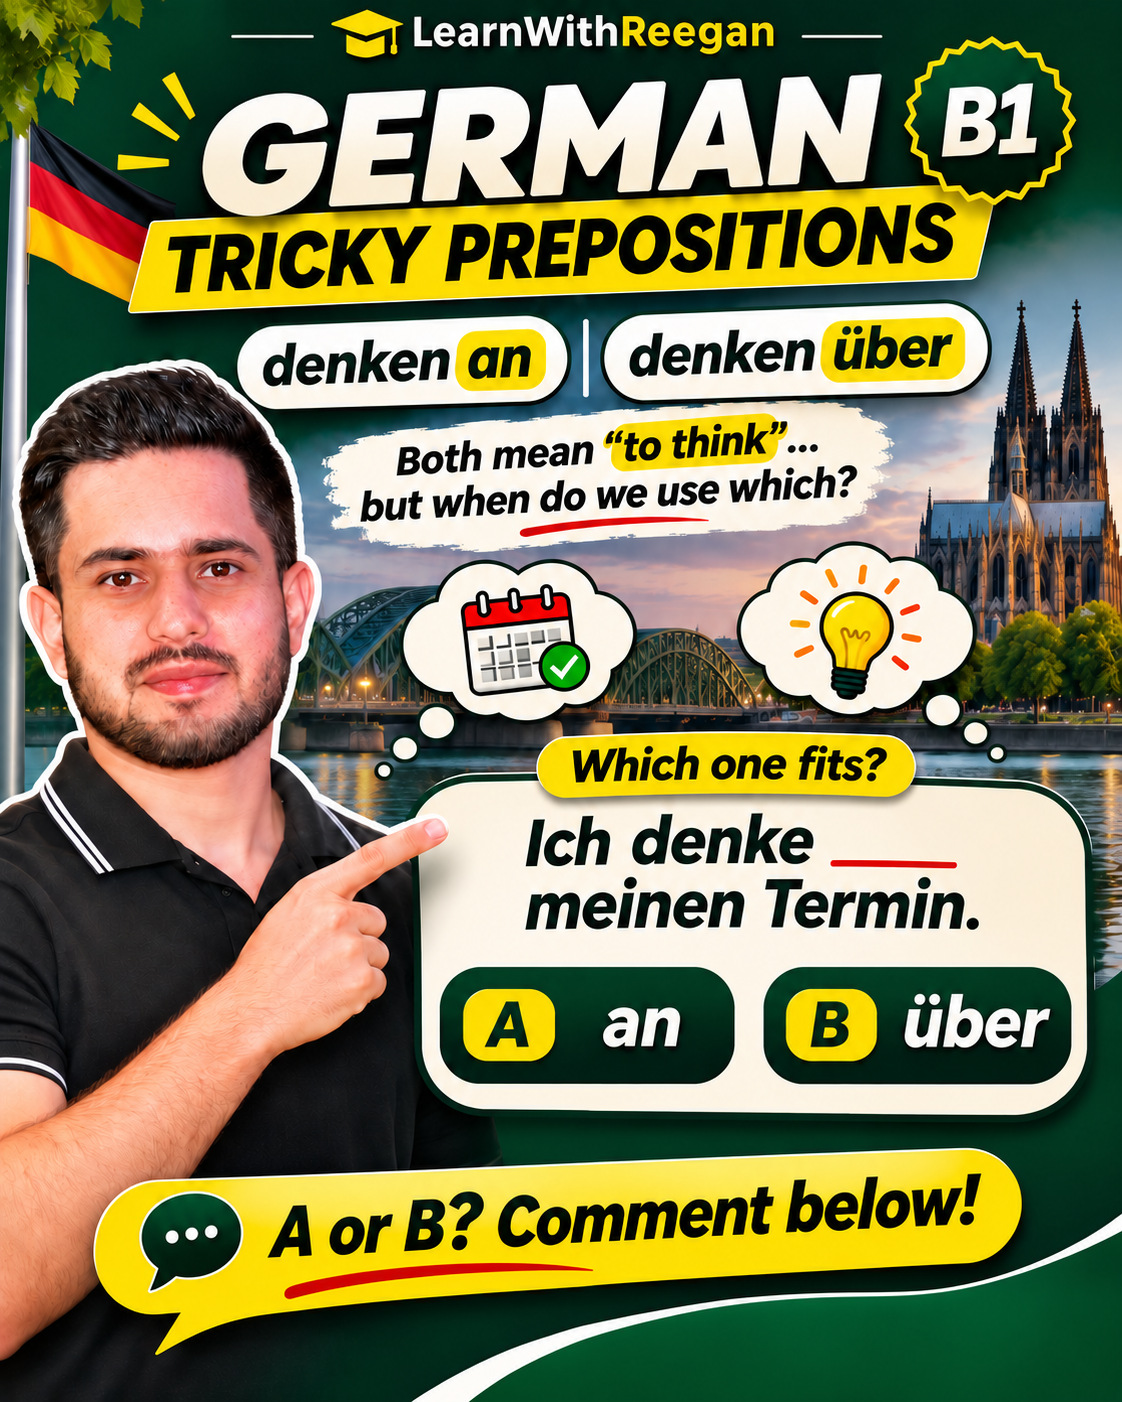 LearnWithReegan
GERMAN
B1
TRICKY PREPOSITIONS
denken an
denken über
Both mean “to think”...
but when do we use which?
Which one fits?
Ich denke ____
meinen Termin.
A an
B über
A or B? Comment below!